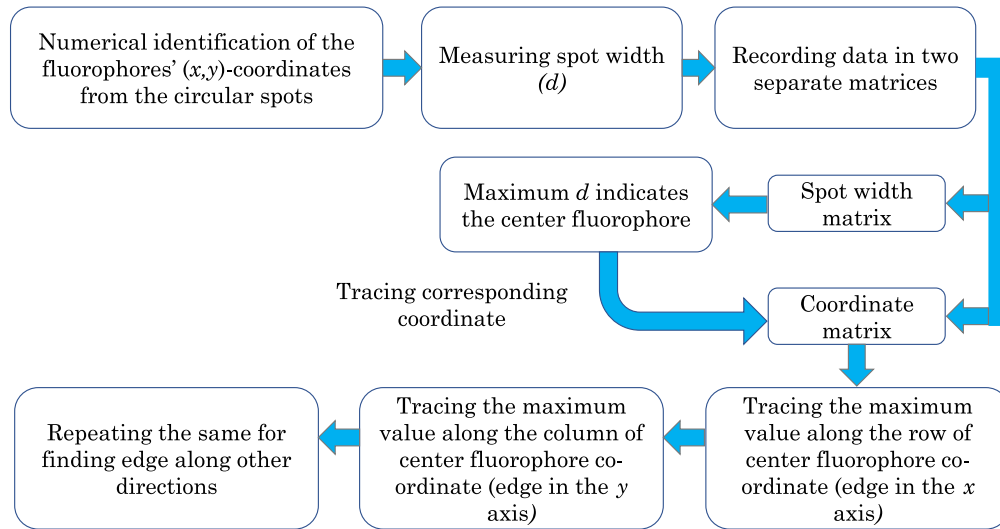 Numerical identification of the
fluorophores’ (x,y)-coordinates
from the circular spots
Measuring spot width
(d)
Recording data in two
separate matrices
Maximum d indicates
the center fluorophore
Spot width
matrix
Tracing corresponding
coordinate
Coordinate
matrix
Repeating the same for
finding edge along other
directions
Tracing the maximum
value along the column of
center fluorophore co-
ordinate (edge in the y
axis)
Tracing the maximum
value along the row of
center fluorophore co-
ordinate (edge in the x
axis)